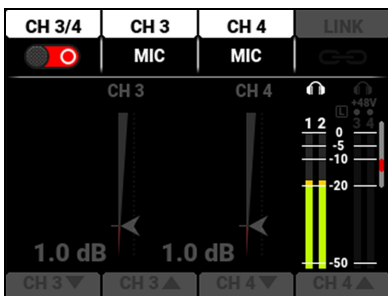 CH 3/4 CH 3 CH 4 LINK
MIC MIC
CH 3 CH 4
+48V
L
1 2 3 4
0
-5
-10
-20
-50
1.0 dB 1.0 dB
CH 3▼ CH 3▲ CH 4▼ CH 4▲